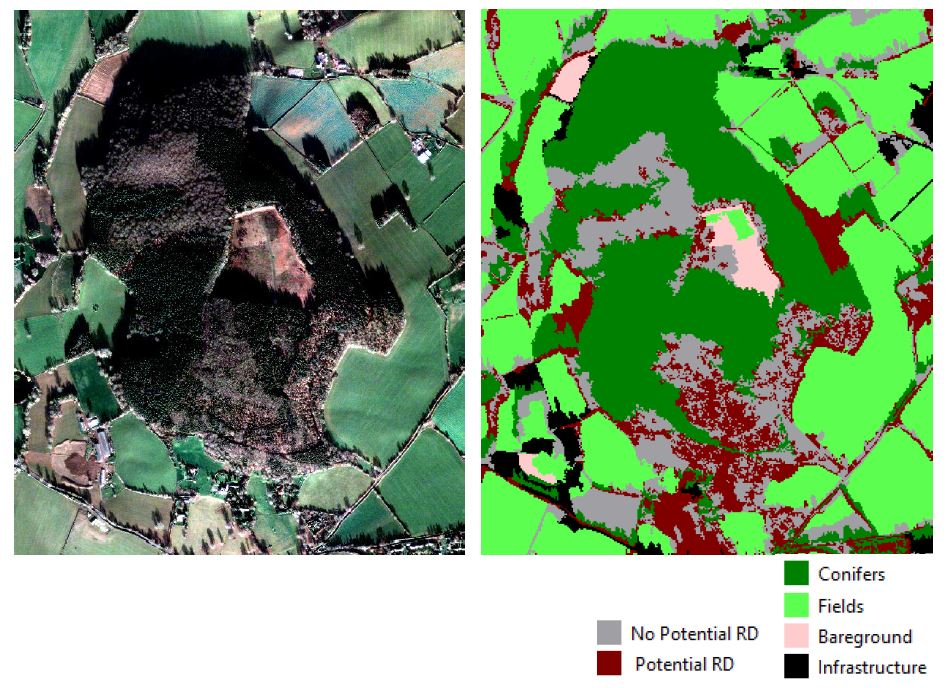 Conifers
Fields
No Potential RD
Bareground
Potential RD
Infrastructure